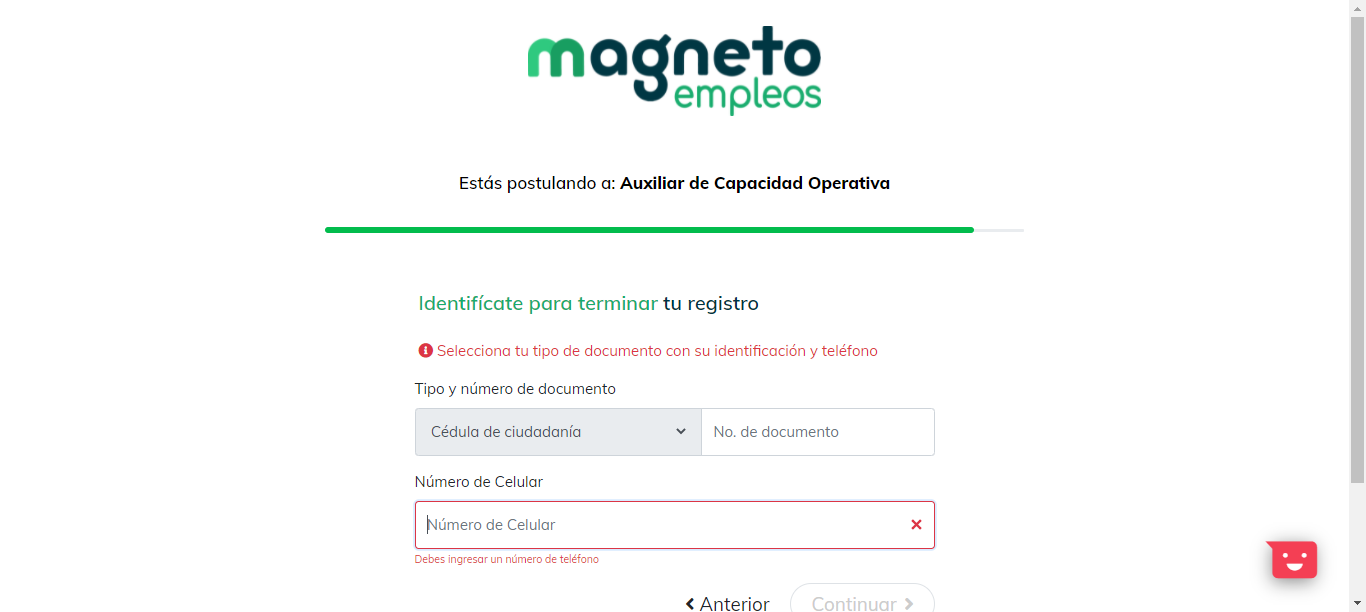 magneto
empleos
Estás postulando a: Auxiliar de Capacidad Operativa
Identifícate para terminar tu registro
Selecciona tu tipo de documento con su identificación y teléfono
Tipo y número de documento
Cédula de ciudadanía No. de documento
Número de Celular
Número de Celular
Debes ingresar un número de teléfono
Anterior Continuar